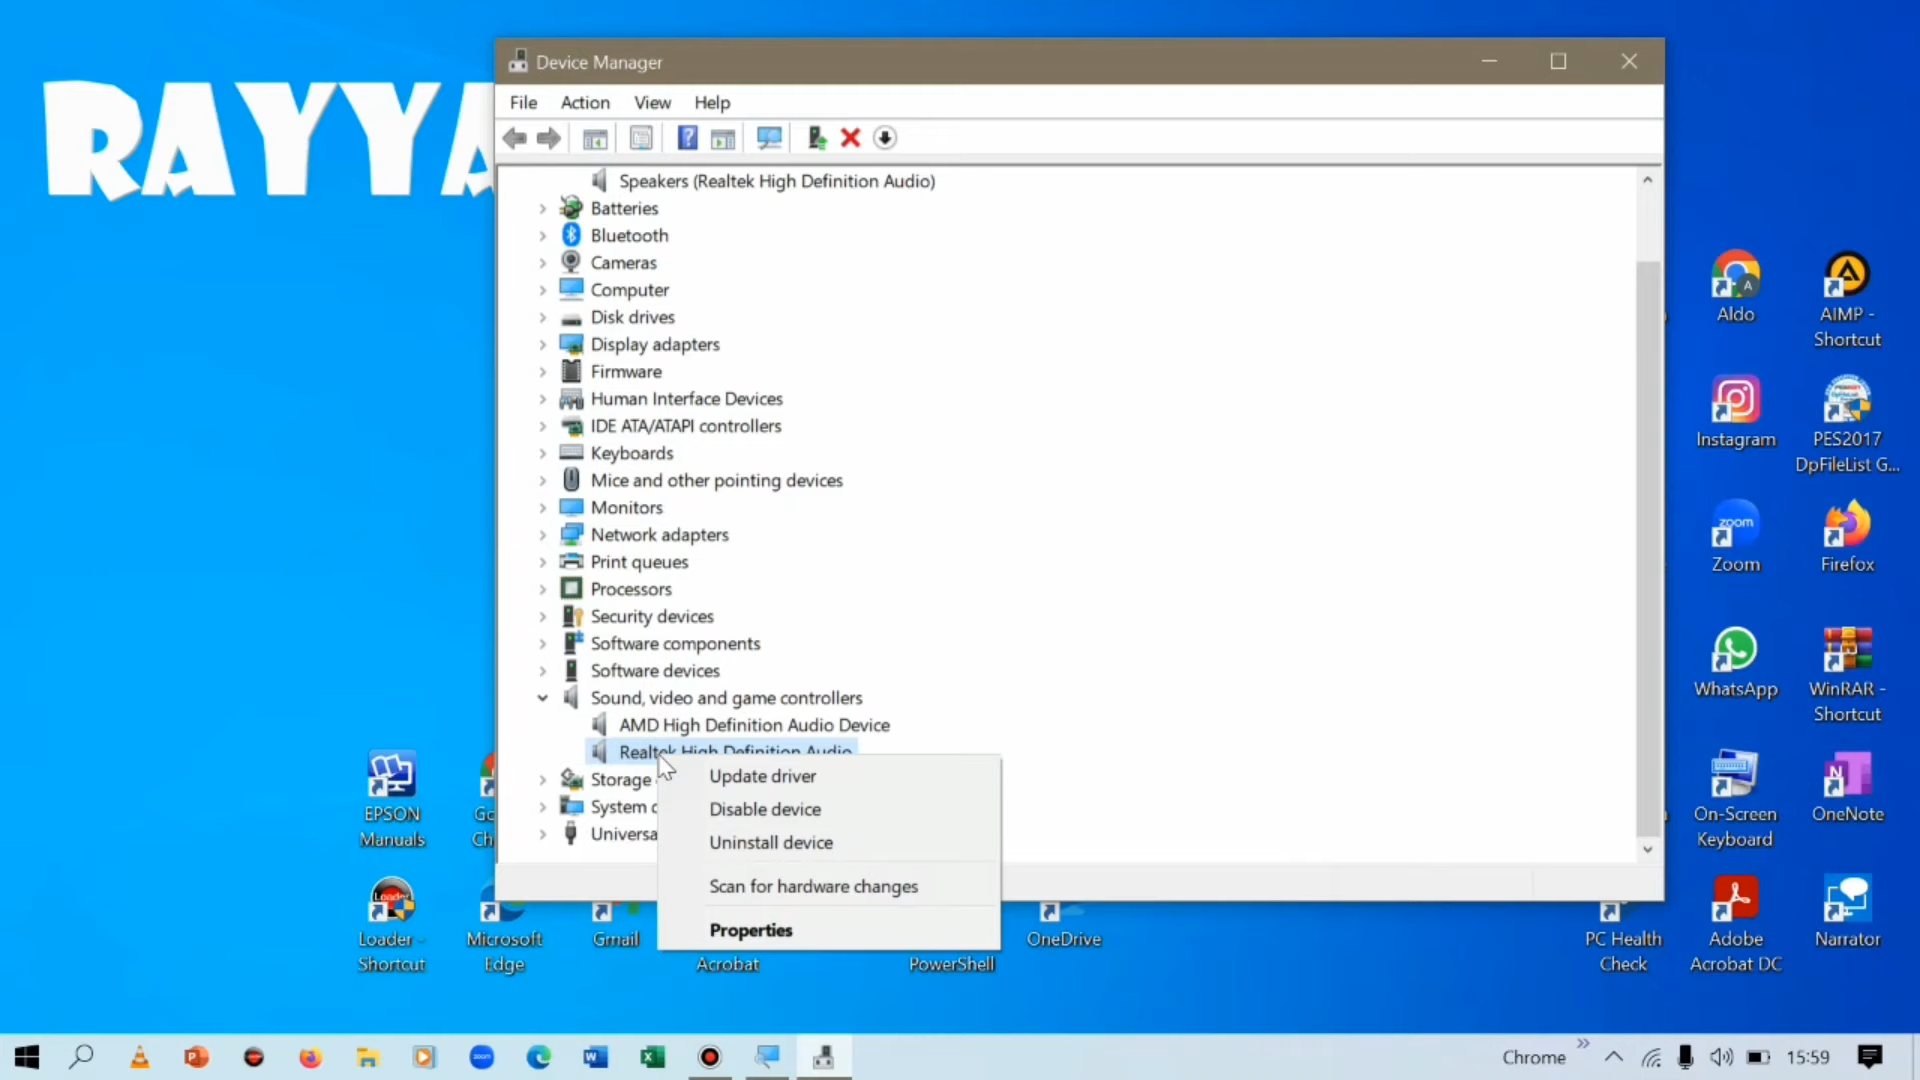 RAYYA
Device Manager
File Action View Help
Speakers (Realtek High Definition Audio)
Batteries
Bluetooth
Cameras
Computer
Disk drives
Display adapters
Firmware
Human Interface Devices
IDE ATA/ATAPI controllers
Keyboards
Mice and other pointing devices
Monitors
Network adapters
Print queues
Processors
Security devices
Software components
Software devices
Sound, video and game controllers
AMD High Definition Audio Device
Realtek High Definition Audio
Storage
System
Universa
Update driver
Disable device
Uninstall device
Scan for hardware changes
Properties
EPSON
Manuals
Loader -
Shortcut
Microsoft
Edge
Gmail
Acrobat
PowerShell
OneDrive
Aldo
AIMP -
Shortcut
Instagram
PES2017
DpFileList G...
zoom
Zoom
Firefox
WhatsApp
WinRAR -
Shortcut
On-Screen
Keyboard
OneNote
PC Health
Check
Adobe
Acrobat DC
Narrator
Chrome
15:59